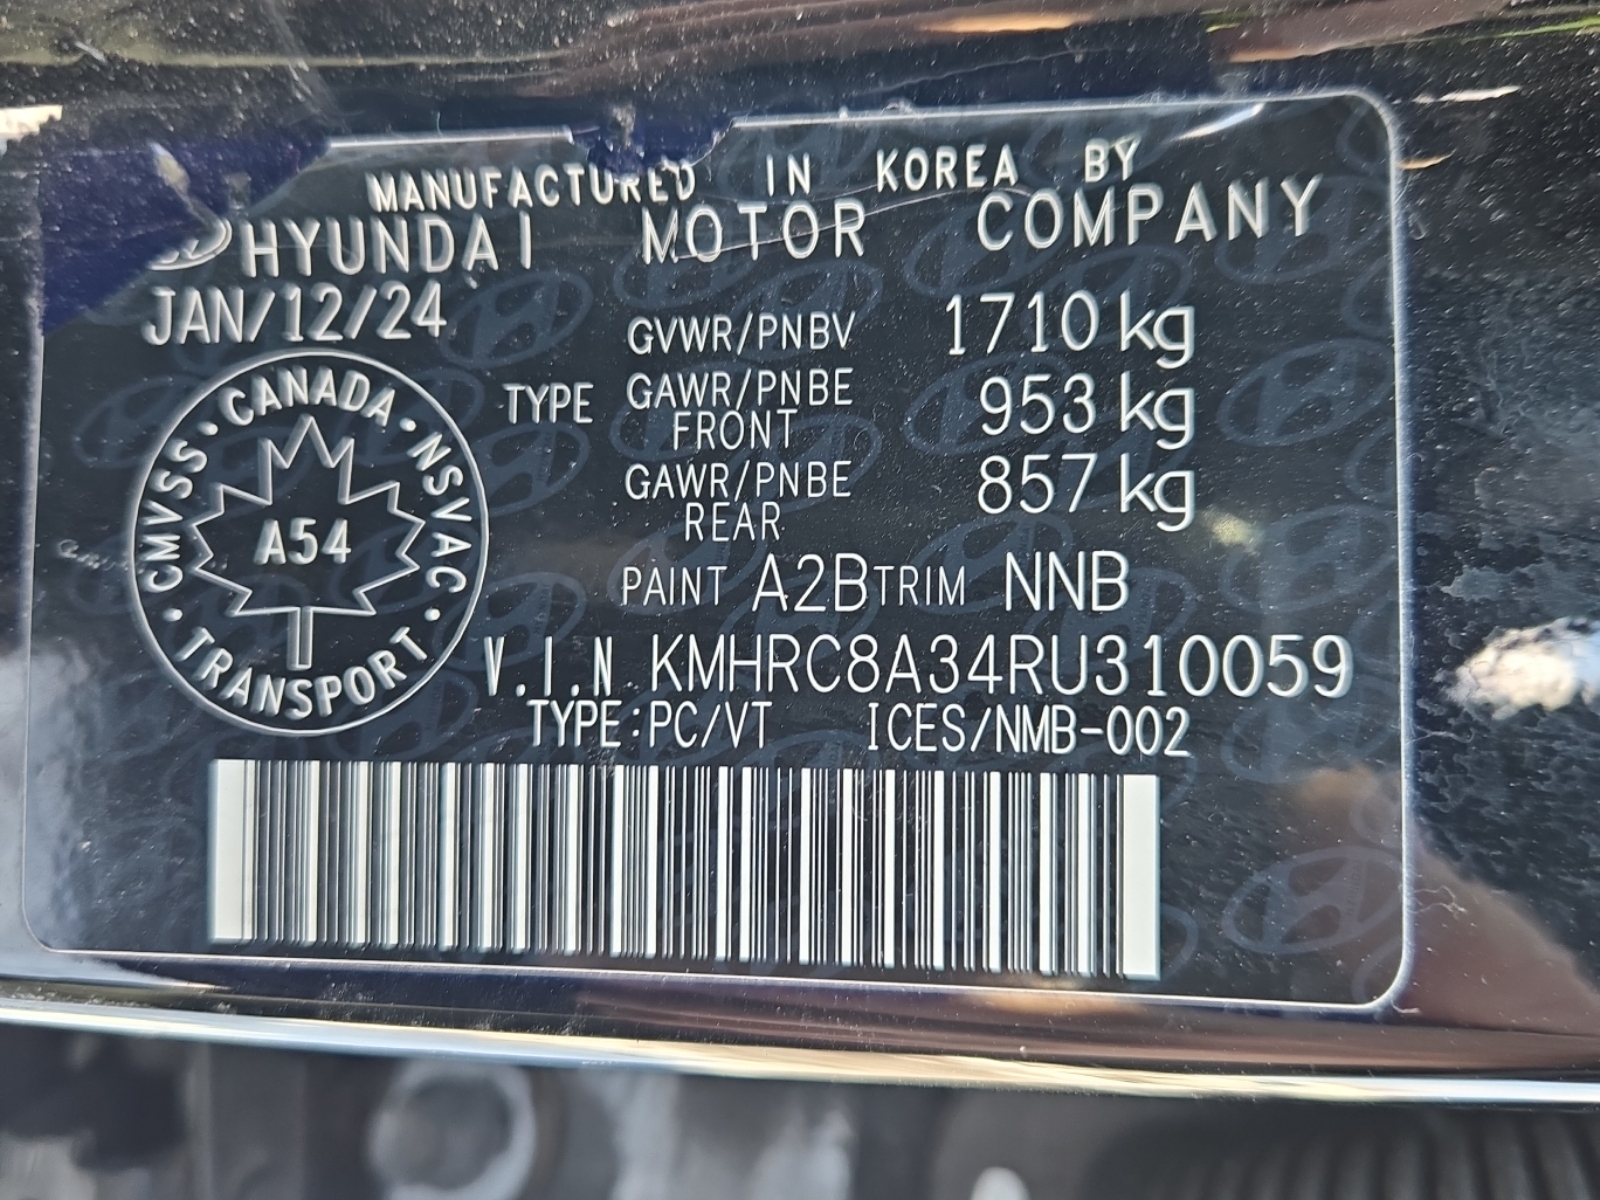 MANUFACTURED IN KOREA BY
HYUNDAI MOTOR COMPANY
JAN/12/24
GVWR/PNBV 1710 kg
TYPE GAWR/PNBE FRONT 953 kg
GAWR/PNBE REAR 857 kg
PAINT A2B TRIM NNB
V.I.N. KMHRC8A34RU310059
TYPE:PC/VT ICES/NMB-002
CMVSS · CANADA · NSVAC · TRANSPORT ·
A54